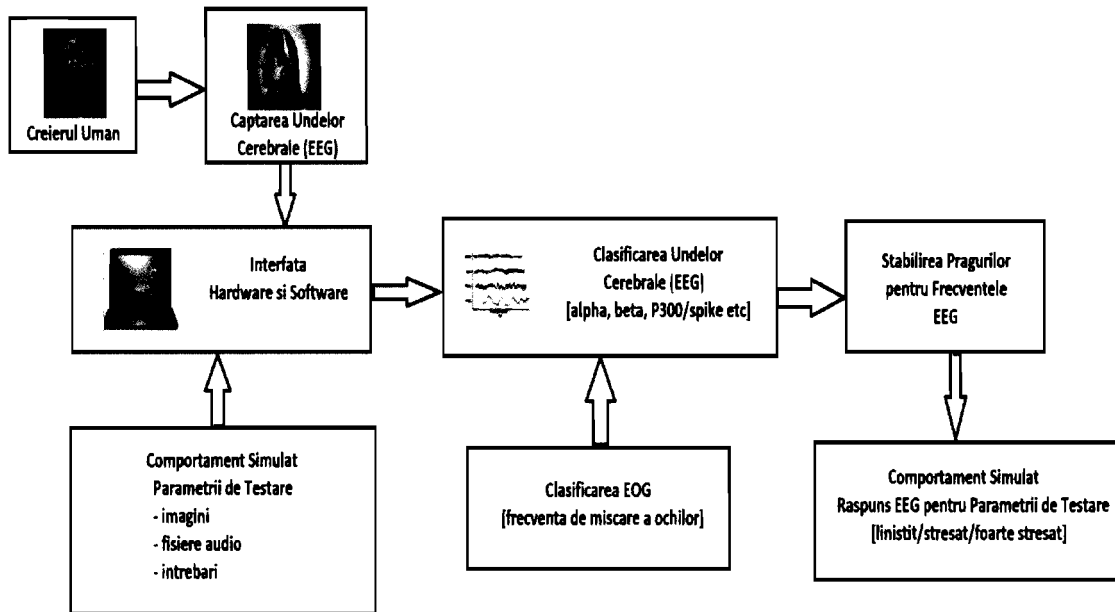 Creierul Uman
Captarea Undelor
Cerebrale (EEG)
Interfata
Hardware si Software
Clasificarea Undelor
Cerebrale (EEG)
[alpha, beta, P300/spike etc]
Stabilirea Pragurilor
pentru Frecventele
EEG
Comportament Simulat
Parametrii de Testare
- imagini
- fisiere audio
- intrebari
Clasificarea EOG
[frecventa de miscare a ochilor]
Comportament Simulat
Raspuns EEG pentru Parametrii de Testare
[linistit/stresat/foarte stresat]